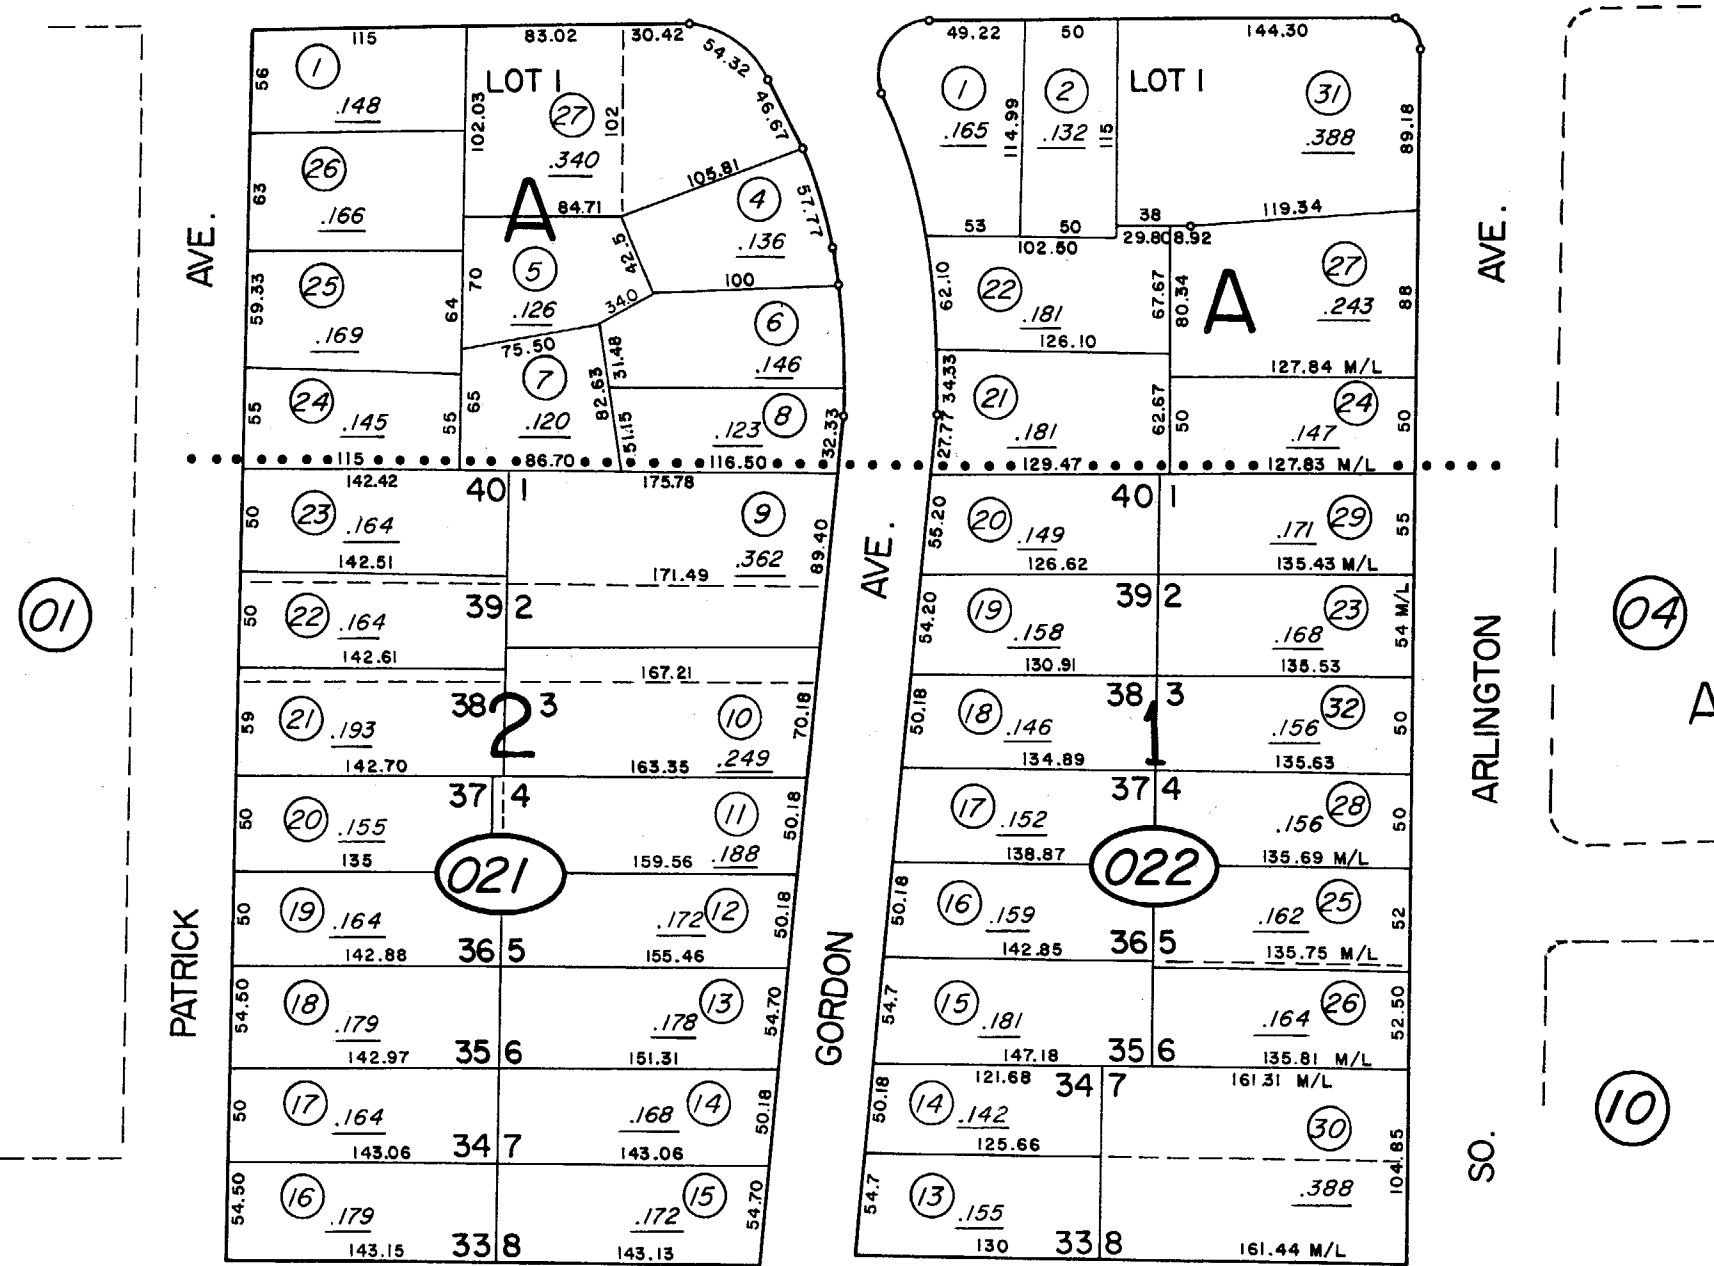 115 83.02 30.42 54.32 49.22 50 144.30
56 1 .148 LOT 1 102.03 27 .340 102 46.67
1 .165 114.99 2 .132 115 LOT 1 31 .388 89.18
63 26 .166 105.81 4 .136 57.77
AVE. A 84.71 42.5
53 50 102.50 38 119.34 29.80 8.92 AVE.
59.33 25 .169 64 70 5 .126 34.0 100
62.10 22 .181 126.10 67.67 80.34 A 27 .243 88
75.50 31.48 6 .146 127.84 M/L
55 24 .145 55 65 7 .120 82.63 51.15 .123 8 32.33
34.33 27.77 21 .181 62.67 50 24 .147 50
115 86.70 116.50 129.47 127.83 M/L
142.42 40 1 175.78 40 1
50 23 .164 9 .362 89.40 55.20 20 .149 .171 29 55
142.51 171.49 AVE. 126.62 135.43 M/L
01 50 22 .164 39 2 54.20 19 .158 39 2 .168 23 54 M/L 04
142.61 167.21 130.91 135.53
59 21 .193 38 2 3 10 .249 70.18 50.18 18 .146 38 1 3 .156 32 50 ARLINGTON A
142.70 163.35 134.89 135.63
50 20 .155 37 4 11 .188 50.18 17 .152 37 4 .156 28 50
135 021 159.56 138.87 022 135.69 M/L
PATRICK 50 19 .164 .172 12 50.18 GORDON 50.18 16 .159 .162 25 52
142.88 36 5 155.46 142.85 36 5 135.75 M/L
54.50 18 .179 .178 13 54.70 54.7 15 .181 .164 26 52.50
142.97 35 6 151.31 147.18 35 6 135.81 M/L
121.68 34 7 161.31 M/L
50 17 .164 .168 14 50.18 50.18 14 .142 30 104.85 10
143.06 34 7 143.06 125.66 SO.
54.50 16 .179 .172 15 54.70 54.7 13 .155 .388
143.15 33 8 143.13 130 33 8 161.44 M/L